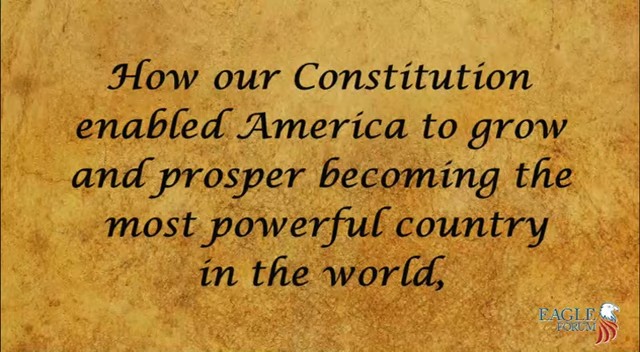 How our Constitution
enabled America to grow
and prosper becoming the
most powerful country
in the world,
EAGLE
FORUM